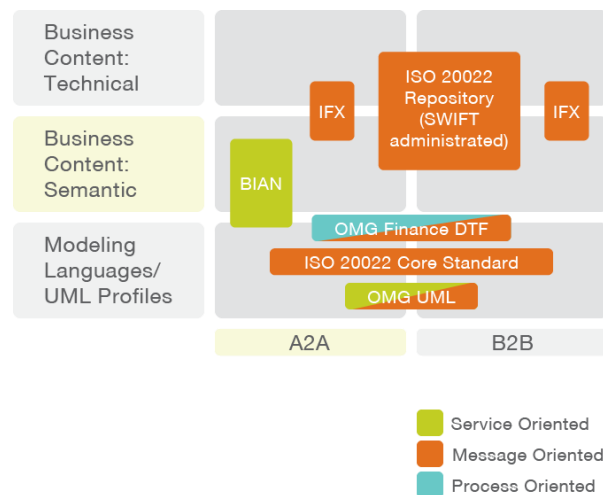 Business
Content:
Technical
ISO 20022
Repository
(SWIFT
administrated)
IFX
IFX
Business
Content:
Semantic
BIAN
OMG Finance DTF
Modeling
Languages/
UML Profiles
ISO 20022 Core Standard
OMG UML
A2A
B2B
Service Oriented
Message Oriented
Process Oriented